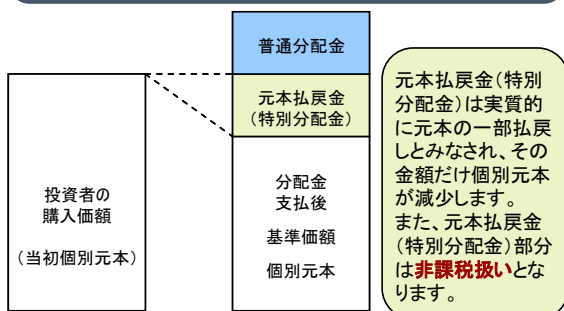 普通分配金
元本払戻金
（特別分配金）
投資者の
購入価額
（当初個別元本）
分配金
支払後
基準価額
個別元本
元本払戻金（特別
分配金）は実質的
に元本の一部払戻
しとみなされ、その
金額だけ個別元本
が減少します。
また、元本払戻金
（特別分配金）部分
は非課税扱いとな
ります。